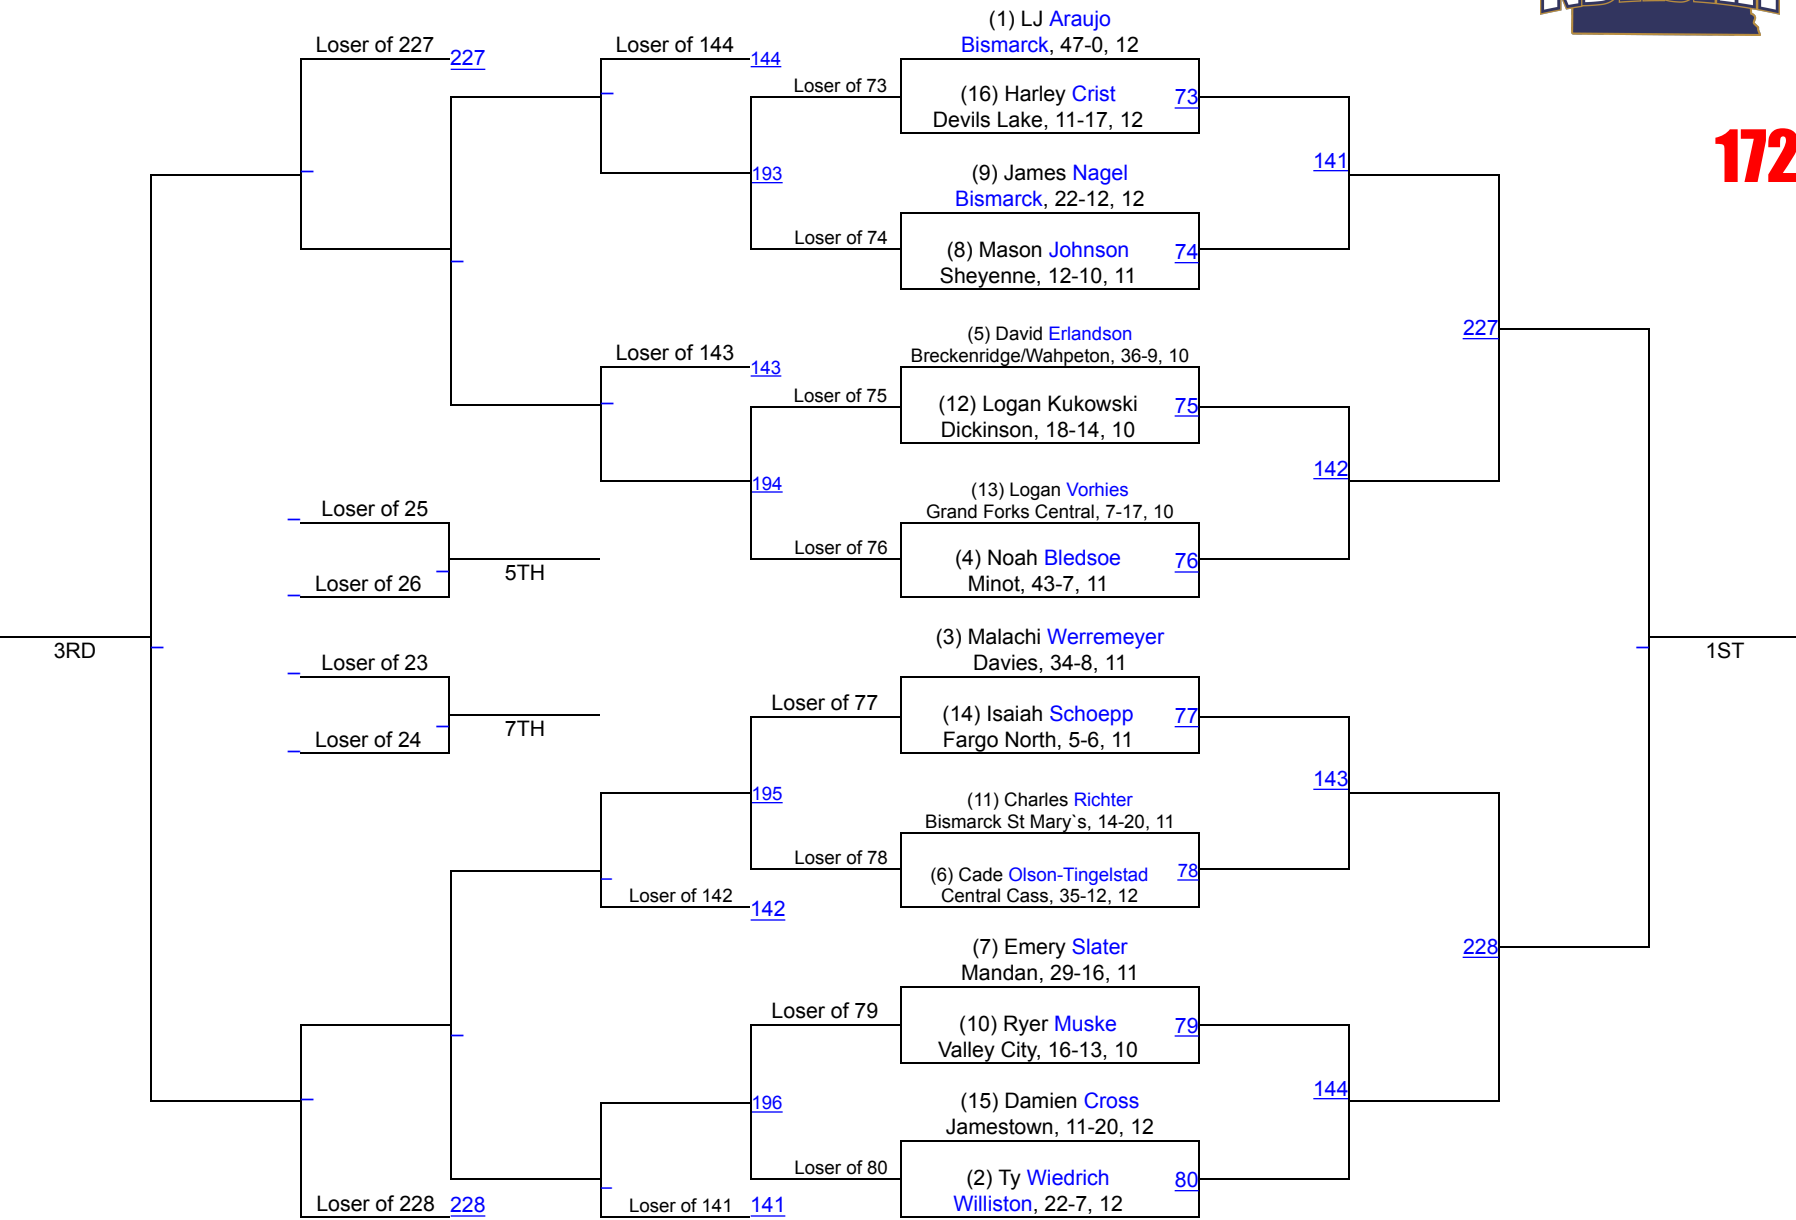 Loser of 227
227
Loser of 144
144
(1) LJ Araujo
Bismarck, 47-0, 12
Loser of 73
(16) Harley Crist
Devils Lake, 11-17, 12
73
172
193
141
(9) James Nagel
Bismarck, 22-12, 12
Loser of 74
(8) Mason Johnson
Sheyenne, 12-10, 11
74
(5) David Erlandson
Breckenridge/Wahpeton, 36-9, 10
227
Loser of 143
143
Loser of 75
(12) Logan Kukowski
Dickinson, 18-14, 10
75
194
142
(13) Logan Vorhies
Grand Forks Central, 7-17, 10
Loser of 25
Loser of 76
(4) Noah Bledsoe
Minot, 43-7, 11
76
5TH
Loser of 26
3RD
1ST
(3) Malachi Werremeyer
Davies, 34-8, 11
Loser of 23
Loser of 77
(14) Isaiah Schoepp
Fargo North, 5-6, 11
77
7TH
Loser of 24
195
143
(11) Charles Richter
Bismarck St Mary`s, 14-20, 11
Loser of 78
(6) Cade Olson-Tingelstad
Central Cass, 35-12, 12
78
Loser of 142
142
(7) Emery Slater
Mandan, 29-16, 11
228
Loser of 79
(10) Ryer Muske
Valley City, 16-13, 10
79
196
144
(15) Damien Cross
Jamestown, 11-20, 12
Loser of 80
(2) Ty Wiedrich
Williston, 22-7, 12
80
Loser of 228
228
Loser of 141
141